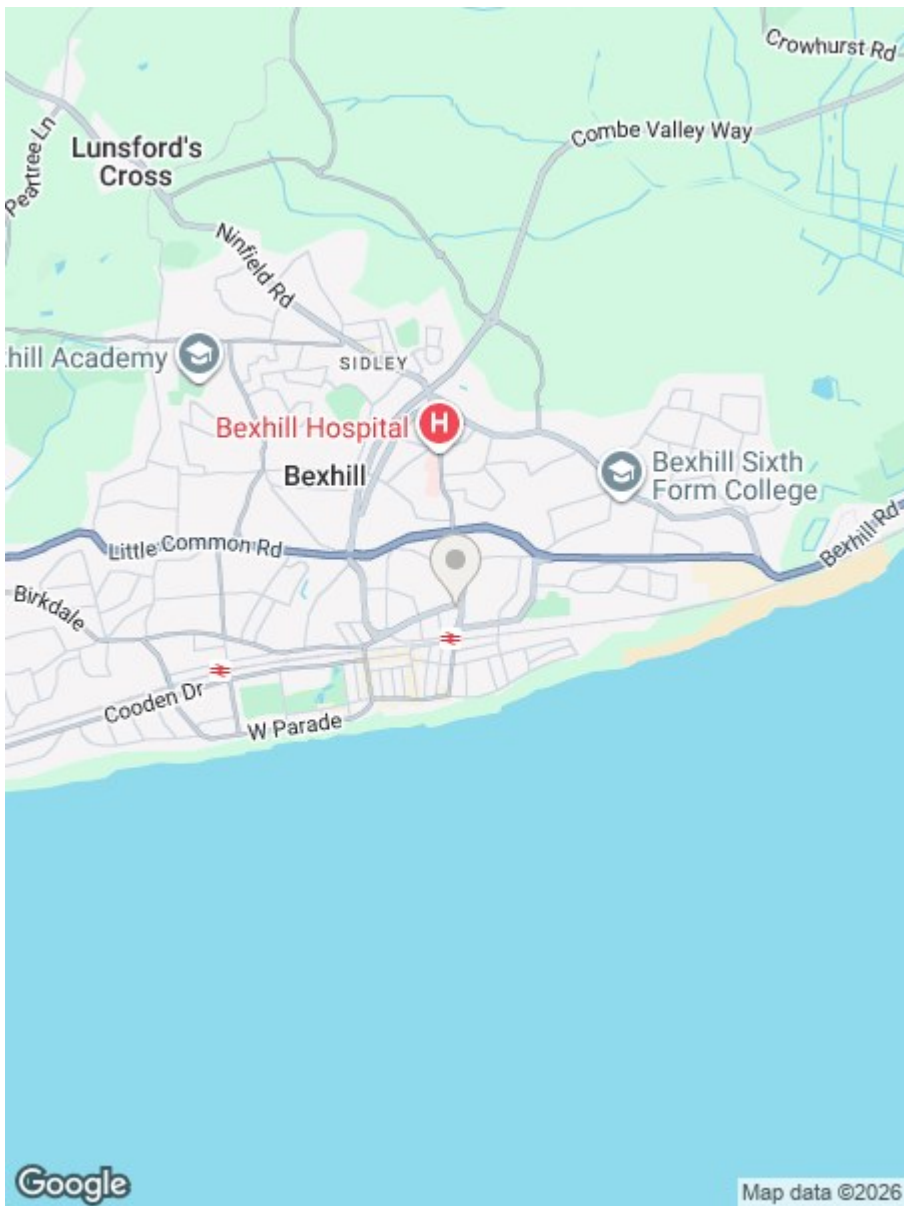 Crowhurst Rd
Combe Valley Way
Peartree Ln
Lunsford's
Cross
Ninfield Rd
thill Academy
SIDLEY
Bexhill Hospital
H
Bexhill
Bexhill Sixth
Form College
Bexhill Rd
Little Common Rd
Birkdale
Cooden Dr
W Parade
Google
Map data ©2026